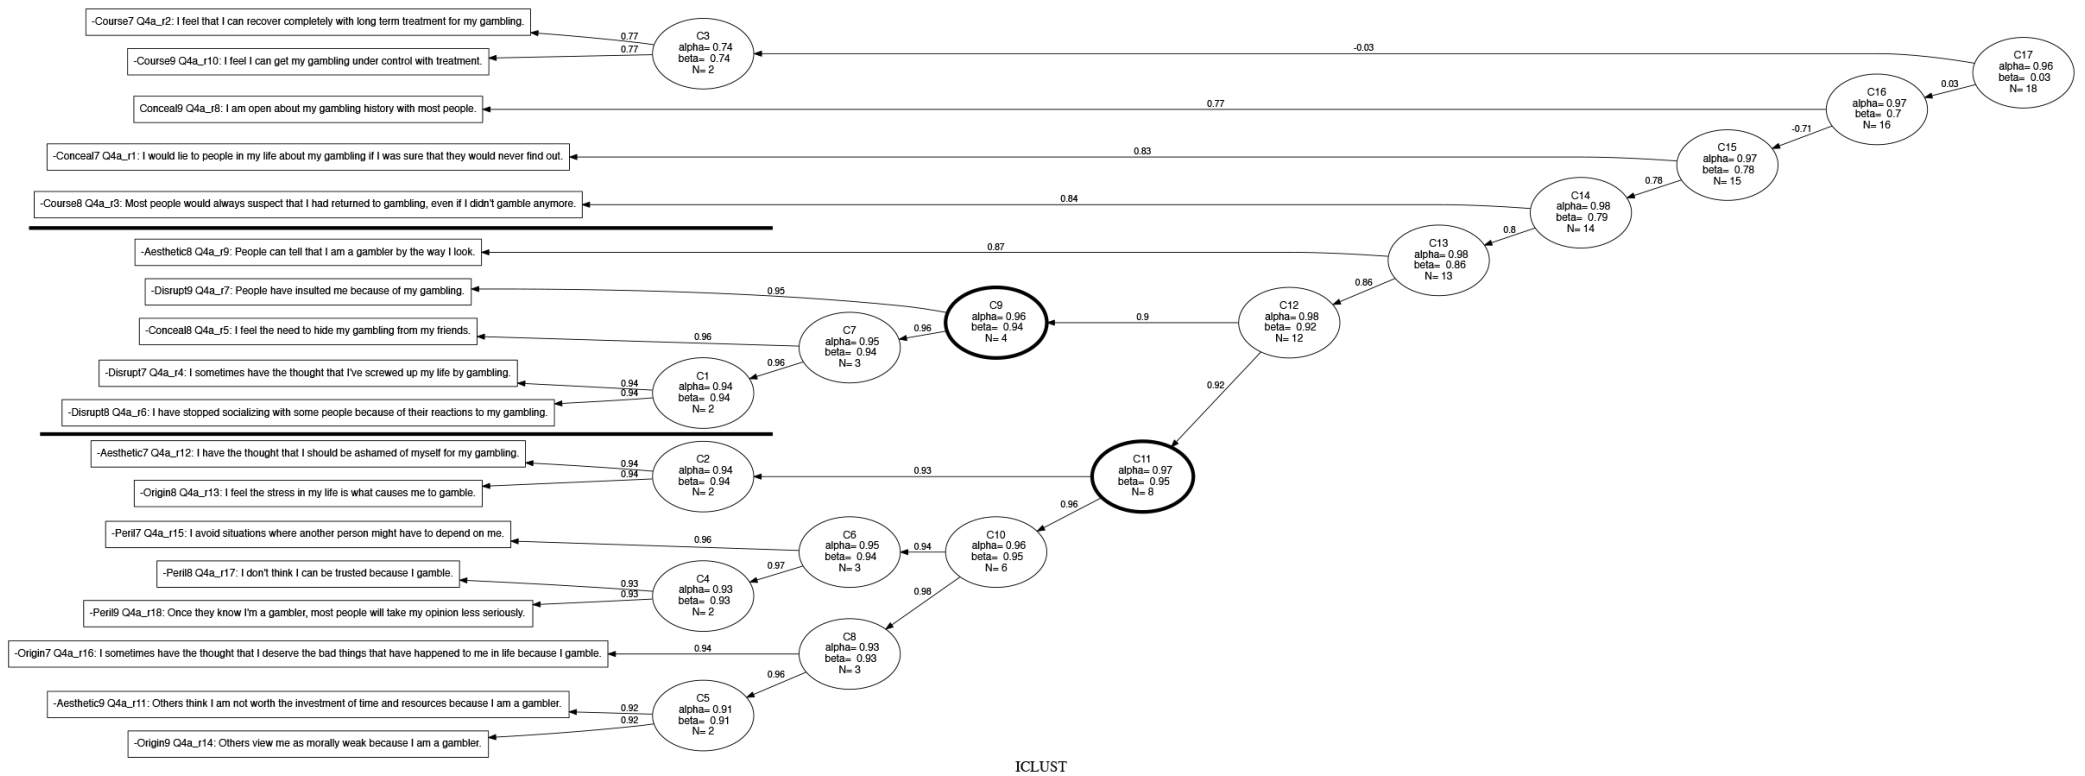 -Course7 Q4a_r2: I feel that I can recover completely with long term treatment for my gambling.
-Course9 Q4a_r10: I feel I can get my gambling under control with treatment.
Conceal9 Q4a_r8: I am open about my gambling history with most people.
-Conceal7 Q4a_r1: I would lie to people in my life about my gambling if I was sure that they would never find out.
-Course8 Q4a_r3: Most people would always suspect that I had returned to gambling, even if I didn't gamble anymore.
-Aesthetic8 Q4a_r9: People can tell that I am a gambler by the way I look.
-Disrupt9 Q4a_r7: People have insulted me because of my gambling.
-Conceal8 Q4a_r5: I feel the need to hide my gambling from my friends.
-Disrupt7 Q4a_r4: I sometimes have the thought that I've screwed up my life by gambling.
-Disrupt8 Q4a_r6: I have stopped socializing with some people because of their reactions to my gambling.
-Aesthetic7 Q4a_r12: I have the thought that I should be ashamed of myself for my gambling.
-Origin8 Q4a_r13: I feel the stress in my life is what causes me to gamble.
-Peril7 Q4a_r15: I avoid situations where another person might have to depend on me.
-Peril8 Q4a_r17: I don't think I can be trusted because I gamble.
-Peril9 Q4a_r18: Once they know I'm a gambler, most people will take my opinion less seriously.
-Origin7 Q4a_r16: I sometimes have the thought that I deserve the bad things that have happened to me in life because I gamble.
-Aesthetic9 Q4a_r11: Others think I am not worth the investment of time and resources because I am a gambler.
-Origin9 Q4a_r14: Others view me as morally weak because I am a gambler.
0.77
0.77
C3
alpha= 0.74
beta= 0.74
N= 2
-0.03
C17
alpha= 0.96
beta= 0.03
N= 18
0.03
C16
alpha= 0.97
beta= 0.7
N= 16
0.77
-0.71
C15
alpha= 0.97
beta= 0.78
N= 15
0.83
0.78
C14
alpha= 0.98
beta= 0.79
N= 14
0.84
0.8
C13
alpha= 0.98
beta= 0.86
N= 13
0.87
0.86
C12
alpha= 0.98
beta= 0.92
N= 12
0.9
C9
alpha= 0.96
beta= 0.94
N= 4
0.95
0.96
C7
alpha= 0.95
beta= 0.94
N= 3
0.96
0.96
C1
alpha= 0.94
beta= 0.94
N= 2
0.94
0.94
0.92
C11
alpha= 0.97
beta= 0.95
N= 8
0.93
C2
alpha= 0.94
beta= 0.94
N= 2
0.94
0.94
0.96
C10
alpha= 0.96
beta= 0.95
N= 6
0.94
C6
alpha= 0.95
beta= 0.94
N= 3
0.96
0.97
C4
alpha= 0.93
beta= 0.93
N= 2
0.93
0.93
0.98
C8
alpha= 0.93
beta= 0.93
N= 3
0.94
0.96
C5
alpha= 0.91
beta= 0.91
N= 2
0.92
0.92
ICLUST